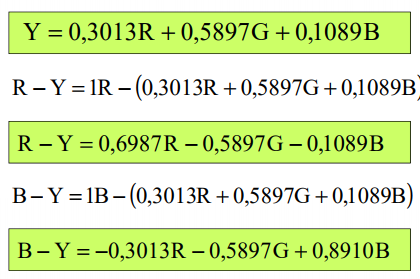 Y = 0,3013R + 0,5897G + 0,1089B
R − Y = 1R − (0,3013R + 0,5897G + 0,1089B)
R − Y = 0,6987R − 0,5897G − 0,1089B
B − Y = 1B − (0,3013R + 0,5897G + 0,1089B)
B − Y = −0,3013R − 0,5897G + 0,8910B